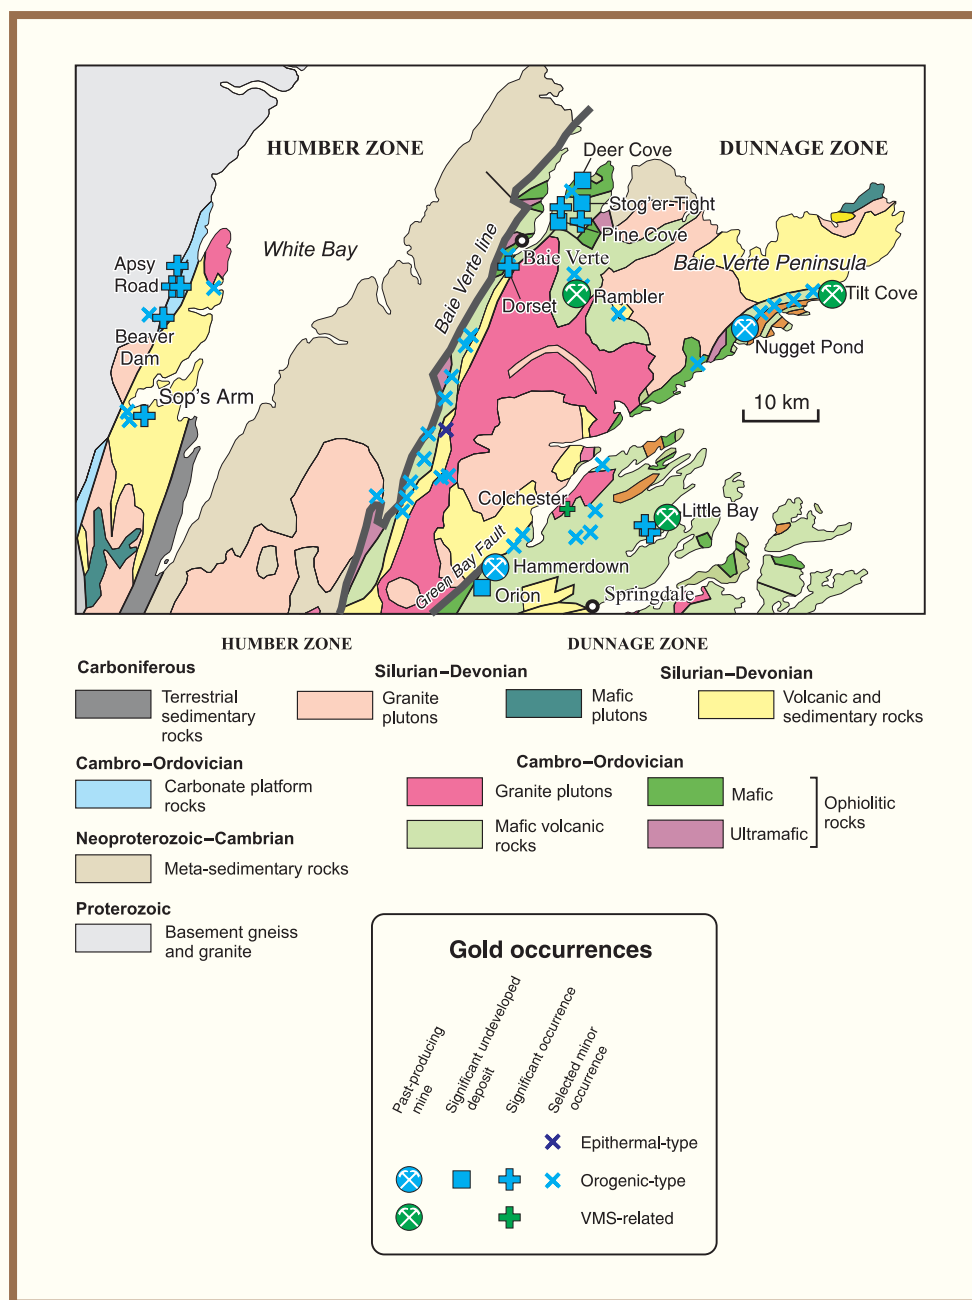 HUMBER ZONE
DUNNAGE ZONE
Deer Cove
Stog'er-Tight
Pine Cove
White Bay
Baie Verte line
Baie Verte
Baie Verte Peninsula
Apsy
Road
Dorset
Rambler
Tilt Cove
Beaver
Dam
Nugget Pond
Sop's Arm
10 km
Colchester
Little Bay
Green Bay Fault
Hammerdown
Orion
Springdale
HUMBER ZONE
DUNNAGE ZONE
Carboniferous
Terrestrial
sedimentary
rocks
Silurian–Devonian
Granite
plutons
Mafic
plutons
Silurian–Devonian
Volcanic and
sedimentary rocks
Cambro–Ordovician
Carbonate platform
rocks
Cambro–Ordovician
Granite plutons
Mafic
Mafic volcanic
rocks
Ultramafic
Ophiolitic
rocks
Neoproterozoic–Cambrian
Meta-sedimentary rocks
Proterozoic
Basement gneiss
and granite
Gold occurrences
Past-producing
mine
Significant undeveloped
deposit
Significant occurrence
Selected minor
occurrence
Epithermal-type
Orogenic-type
VMS-related